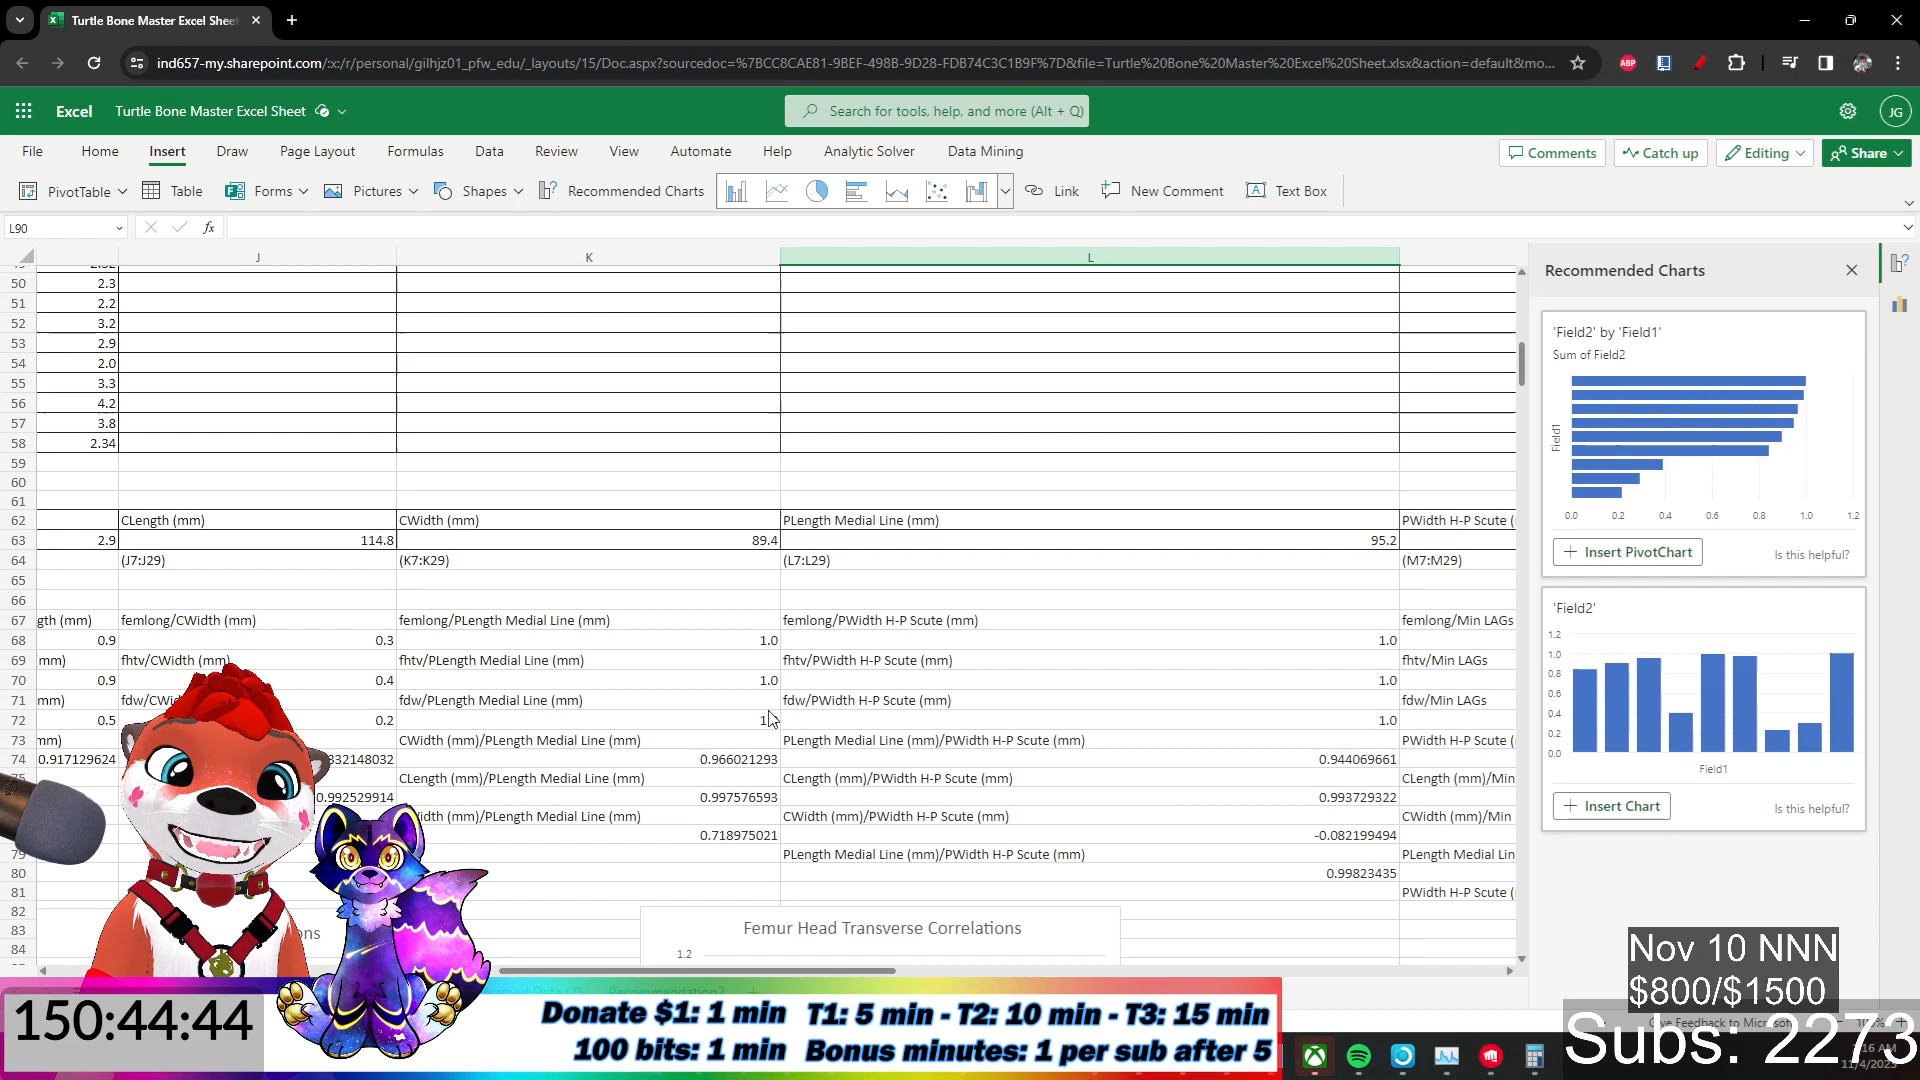 Turtle Bone Master Excel Shee
ind657-my.sharepoint.com/:x:/r/personal/gilhjz01_pfw_edu/_layouts/15/Doc.aspx?sourcedoc=%7BCC8CAE81-9BEF-498B-9D28-FDB74C3C1B9F%7D&file=Turtle%20Bone%20Master%20Excel%20Sheet.xlsx&action=default&mo...
ABP
Excel Turtle Bone Master Excel Sheet
Search for tools, help, and more (Alt + Q)
JG
File Home Insert Draw Page Layout Formulas Data Review View Automate Help Analytic Solver Data Mining
Comments Catch up Editing Share
PivotTable Table Forms Pictures Shapes Recommended Charts Link New Comment Text Box
L90 fx
J K L
50 2.3
51 2.2
52 3.2
53 2.9
54 2.0
55 3.3
56 4.2
57 3.8
58 2.34
59
60
61
62 CLength (mm) CWidth (mm) PLength Medial Line (mm) PWidth H-P Scute (
63 2.9 114.8 89.4 95.2
64 (J7:J29) (K7:K29) (L7:L29) (M7:M29)
65
66
67 gth (mm) femlong/CWidth (mm) femlong/PLength Medial Line (mm) femlong/PWidth H-P Scute (mm) femlong/Min LAGs
68 0.9 0.3 1.0 1.0
69 mm) fhtv/CWidth (mm) fhtv/PLength Medial Line (mm) fhtv/PWidth H-P Scute (mm) fhtv/Min LAGs
70 0.9 0.4 1.0 1.0
71 mm) fdw/CWid fdw/PLength Medial Line (mm) fdw/PWidth H-P Scute (mm) fdw/Min LAGs
72 0.5 0.2 1.0
73 mm) CWidth (mm)/PLength Medial Line (mm) PLength Medial Line (mm)/PWidth H-P Scute (mm) PWidth H-P Scute (
74 0.917129624 332148032 0.966021293 0.944069661
CLength (mm)/PLength Medial Line (mm) CLength (mm)/PWidth H-P Scute (mm) CLength (mm)/Min
0.992529914 0.997576593 0.993729322
idth (mm)/PLength Medial Line (mm) CWidth (mm)/PWidth H-P Scute (mm) CWidth (mm)/Min
0.718975021 -0.082199494
79 PLength Medial Line (mm)/PWidth H-P Scute (mm) PLength Medial Lin
80 0.99823435
81 PWidth H-P Scute (
82
83 ons Femur Head Transverse Correlations
84 1.2
Recommended Charts
'Field2' by 'Field1'
Sum of Field2
Field1
0.0 0.2 0.4 0.6 0.8 1.0 1.2
Insert PivotChart Is this helpful?
'Field2'
1.2
1.0
0.8
0.6
0.4
0.2
0.0
Field1
Insert Chart Is this helpful?
Nov 10 NNN
$800/$1500
150:44:44
Donate $1: 1 min T1: 5 min - T2: 10 min - T3: 15 min
100 bits: 1 min Bonus minutes: 1 per sub after 5
Give Feedback to Microsoft
Subs: 2273